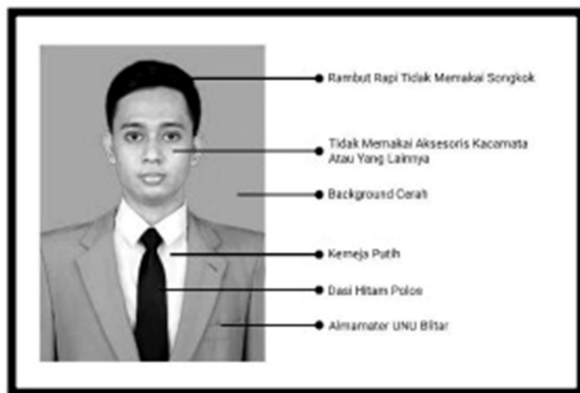 Rambut Rapi Tidak Memakai Songkok
Tidak Memakai Aksesoris Kacamata
Atau Yang Lainnya
Background Cerah
Kemeja Putih
Dasi Hitam Polos
Almamater UNU Blitar